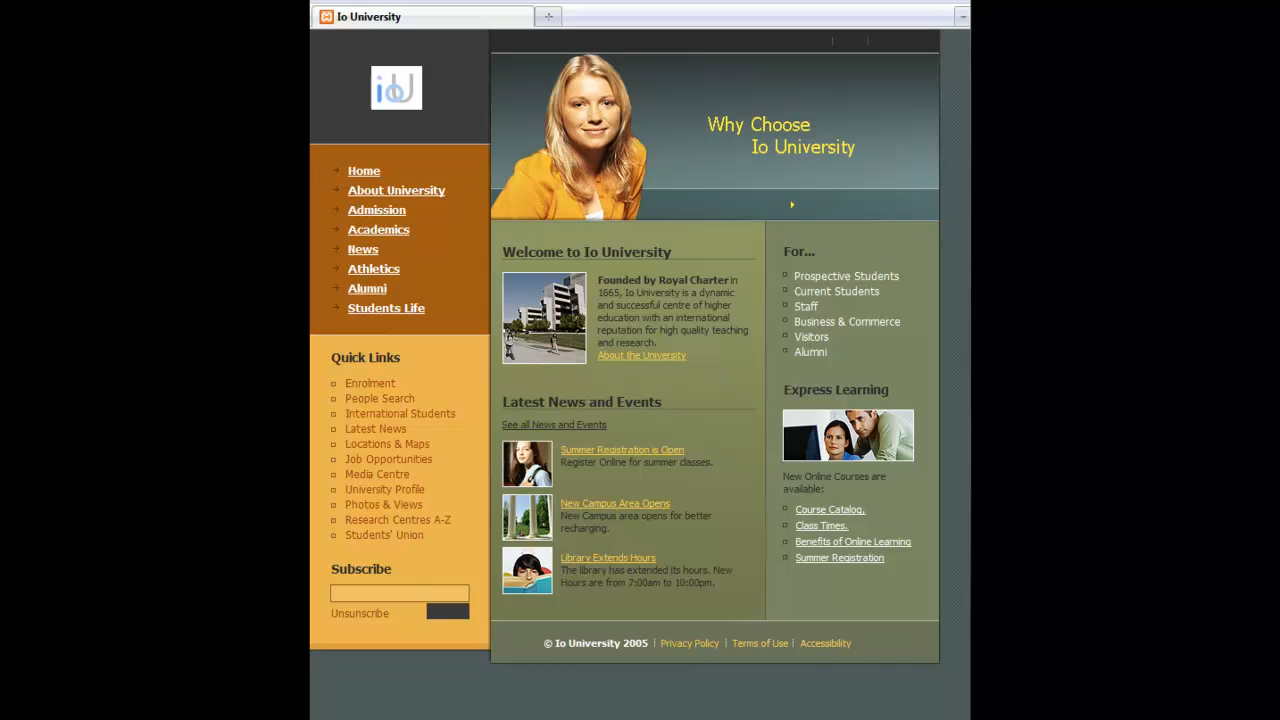 Io University
ioU
Why Choose
Io University
Home
About University
Admission
Academics
News
Athletics
Alumni
Students Life
Quick Links
Enrolment
People Search
International Students
Latest News
Locations & Maps
Job Opportunities
Media Centre
University Profile
Photos & Views
Research Centres A-Z
Students' Union
Subscribe
Unsunscribe
Welcome to Io University
Founded by Royal Charter in
1665, Io University is a dynamic
and successful centre of higher
education with an international
reputation for high quality teaching
and research.
About the University
Latest News and Events
See all News and Events
Summer Registration is Open
Register Online for summer classes.
New Campus Area Opens
New Campus area opens for better
recharging.
Library Extends Hours
The library has extended its hours. New
Hours are from 7:00am to 10:00pm.
For...
Prospective Students
Current Students
Staff
Business & Commerce
Visitors
Alumni
Express Learning
New Online Courses are
available:
Course Catalog,
Class Times,
Benefits of Online Learning
Summer Registration
© Io University 2005 Privacy Policy Terms of Use Accessibility